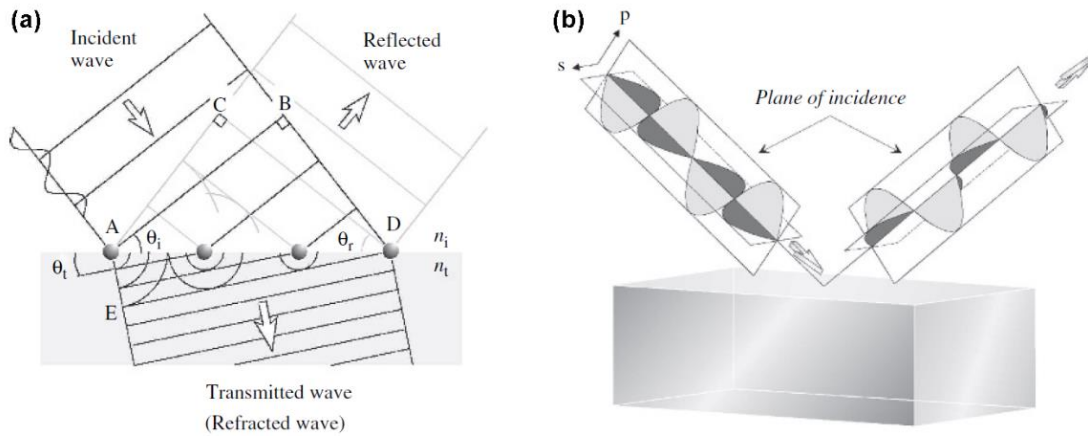 (a)
Incident
wave
Reflected
wave
C
B
A
θi
θr
D
ni
nt
θt
E
Transmitted wave
(Refracted wave)
(b)
p
s
Plane of incidence